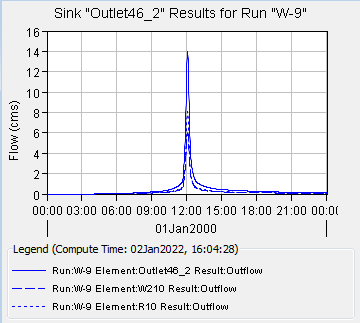 Sink "Outlet46_2" Results for Run "W-9"
16
14
12
10
8
6
4
2
0
Flow (cms)
00:00 03:00 06:00 09:00 12:00 15:00 18:00 21:00 00:0
01Jan2000
Legend (Compute Time: 02Jan2022, 16:04:28)
Run:W-9 Element:Outlet46_2 Result:Outflow
Run:W-9 Element:W210 Result:Outflow
Run:W-9 Element:R10 Result:Outflow